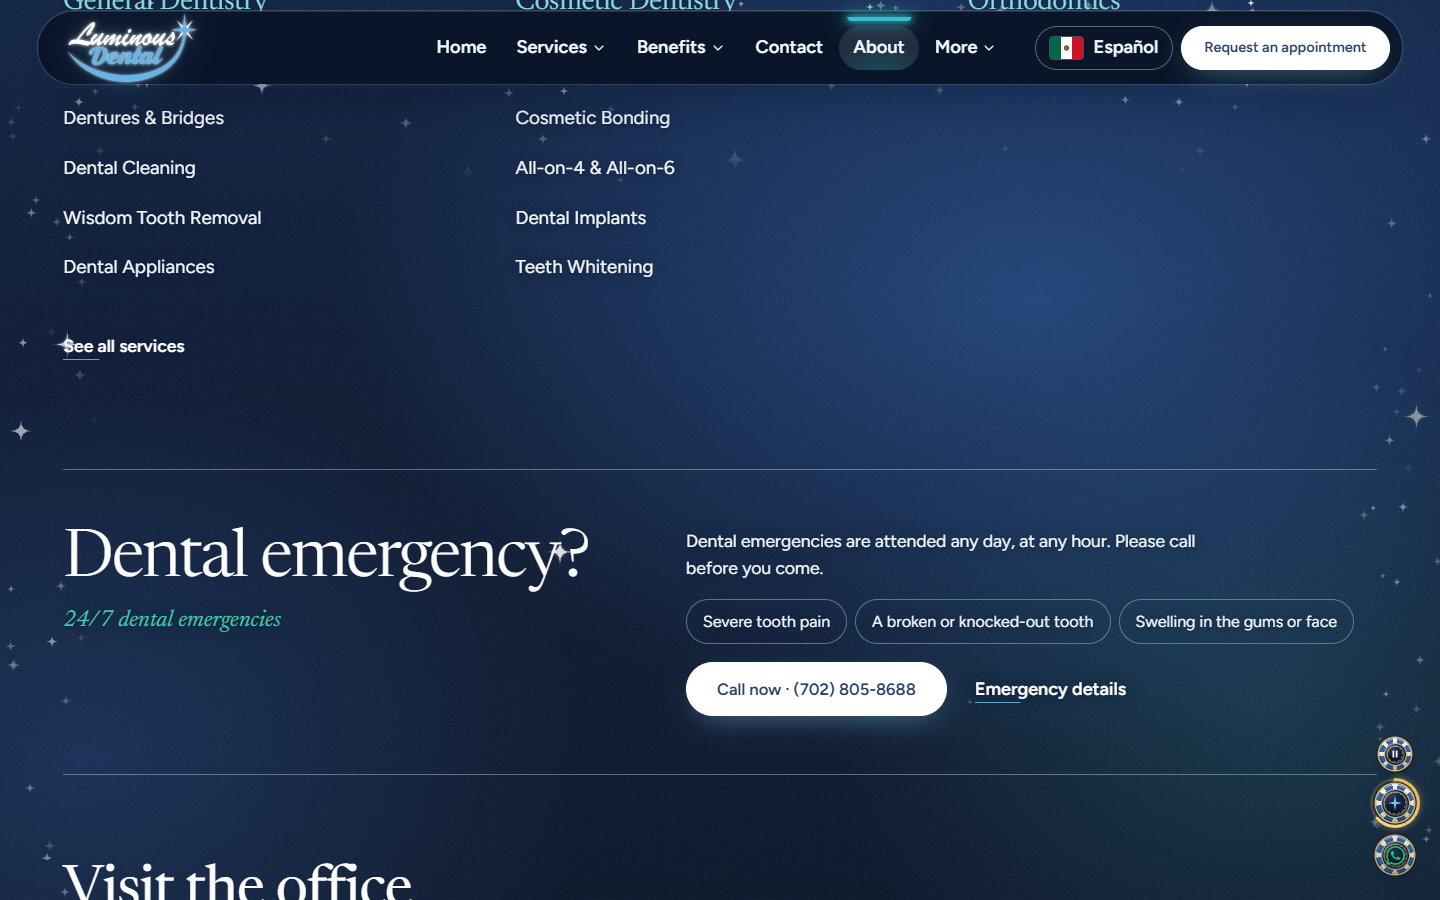 General Dentistry
Cosmetic Dentistry
Orthodontics
Luminous
Dental
Home
Services
Benefits
Contact
About
More
Español
Request an appointment
Dentures & Bridges
Dental Cleaning
Wisdom Tooth Removal
Dental Appliances
Cosmetic Bonding
All-on-4 & All-on-6
Dental Implants
Teeth Whitening
See all services
Dental emergency?
24/7 dental emergencies
Dental emergencies are attended any day, at any hour. Please call
before you come.
Severe tooth pain
A broken or knocked-out tooth
Swelling in the gums or face
Call now · (702) 805-8688
Emergency details
Visit the office